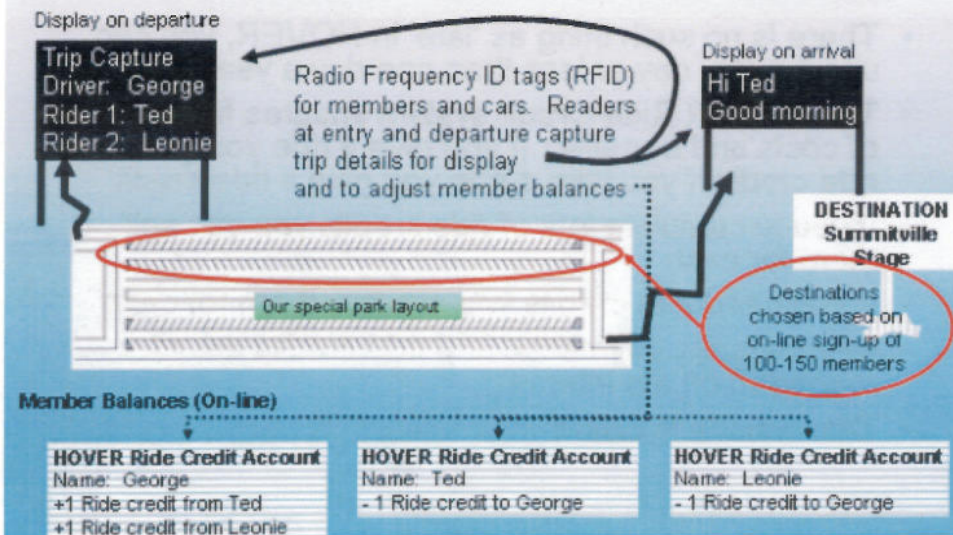 Display on departure
Trip Capture
Driver: George
Rider 1: Ted
Rider 2: Leonie
Radio Frequency ID tags (RFID)
for members and cars. Readers
at entry and departure capture
trip details for display
and to adjust member balances
Display on arrival
Hi Ted
Good morning
DESTINATION
Summitville
Stage
Our special park layout
Destinations
chosen based on
on-line sign-up of
100-150 members
Member Balances (On-line)
HOVER Ride Credit Account
Name: George
+1 Ride credit from Ted
+1 Ride credit from Leonie
HOVER Ride Credit Account
Name: Ted
- 1 Ride credit to George
HOVER Ride Credit Account
Name: Leonie
- 1 Ride credit to George